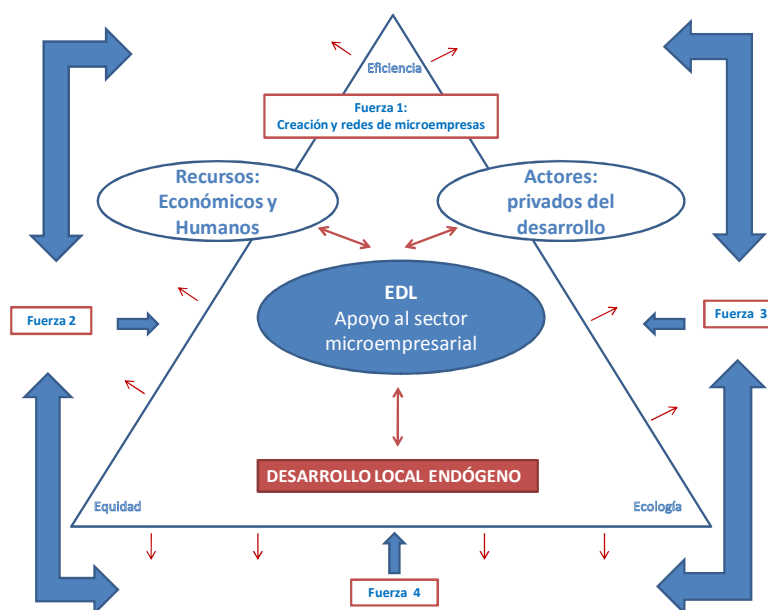 Eficiencia
Fuerza 1:
Creación y redes de microempresas
Recursos:
Económicos y
Humanos
Actores:
privados del
desarrollo
EDL
Apoyo al sector
microempresarial
Fuerza 2
Fuerza 3
DESARROLLO LOCAL ENDÓGENO
Equidad
Ecología
Fuerza 4